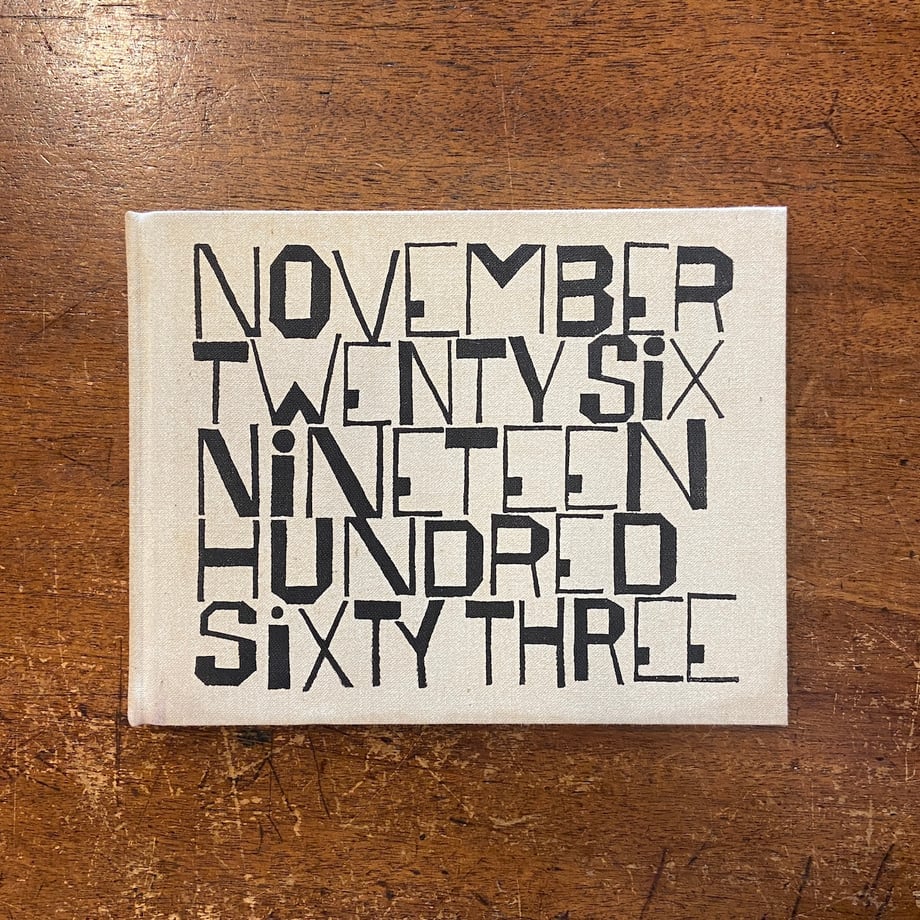 NOVEMBER
TWENTY SiX
NiNETEEN
HUNDRED
SiXTY THREE